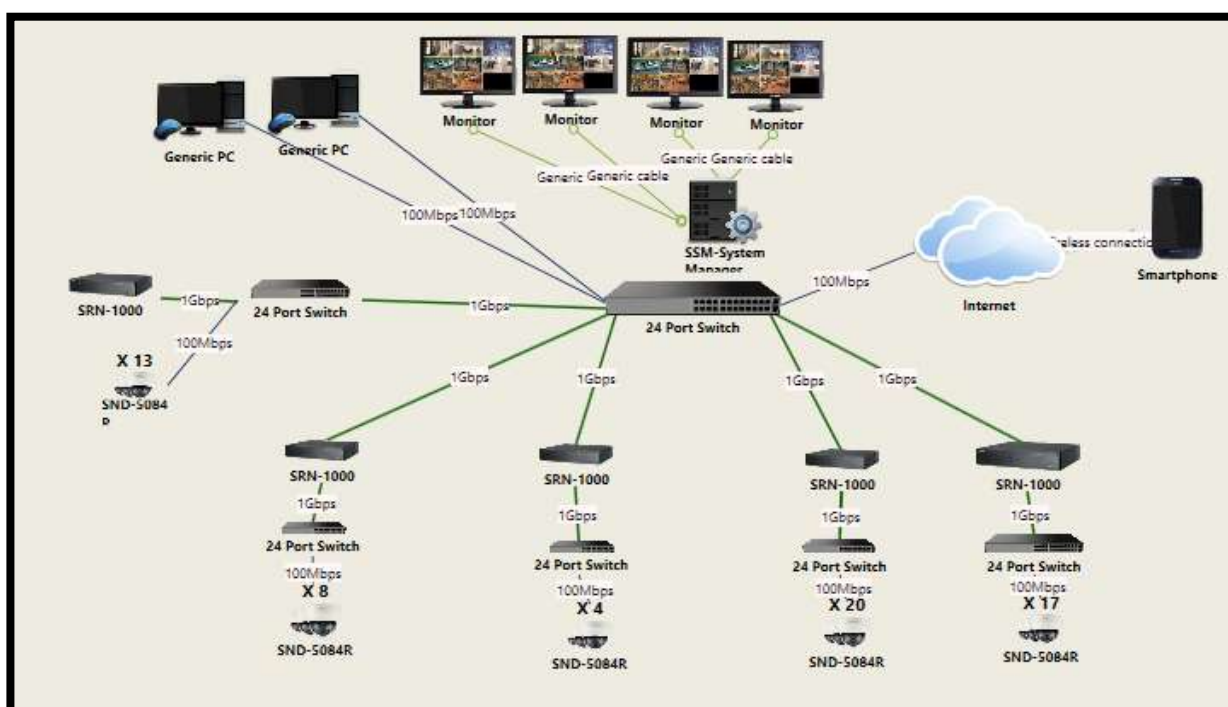 Monitor
Monitor
Monitor
Monitor
Generic PC
Generic PC
Generic
Generic cable
Generic
Generic cable
100Mbps
100Mbps
SSM-System
Manager
Smartphone
Internet
100Mbps
SRN-1000
1Gbps
24 Port Switch
1Gbps
24 Port Switch
100Mbps
X 13
SND-5084
1Gbps
1Gbps
1Gbps
1Gbps
SRN-1000
SRN-1000
SRN-1000
SRN-1000
1Gbps
1Gbps
1Gbps
1Gbps
24 Port Switch
24 Port Switch
24 Port Switch
24 Port Switch
100Mbps
100Mbps
100Mbps
100Mbps
X 8
X 4
X 20
X 17
SND-5084R
SND-5084R
SND-5084R
SND-5084R